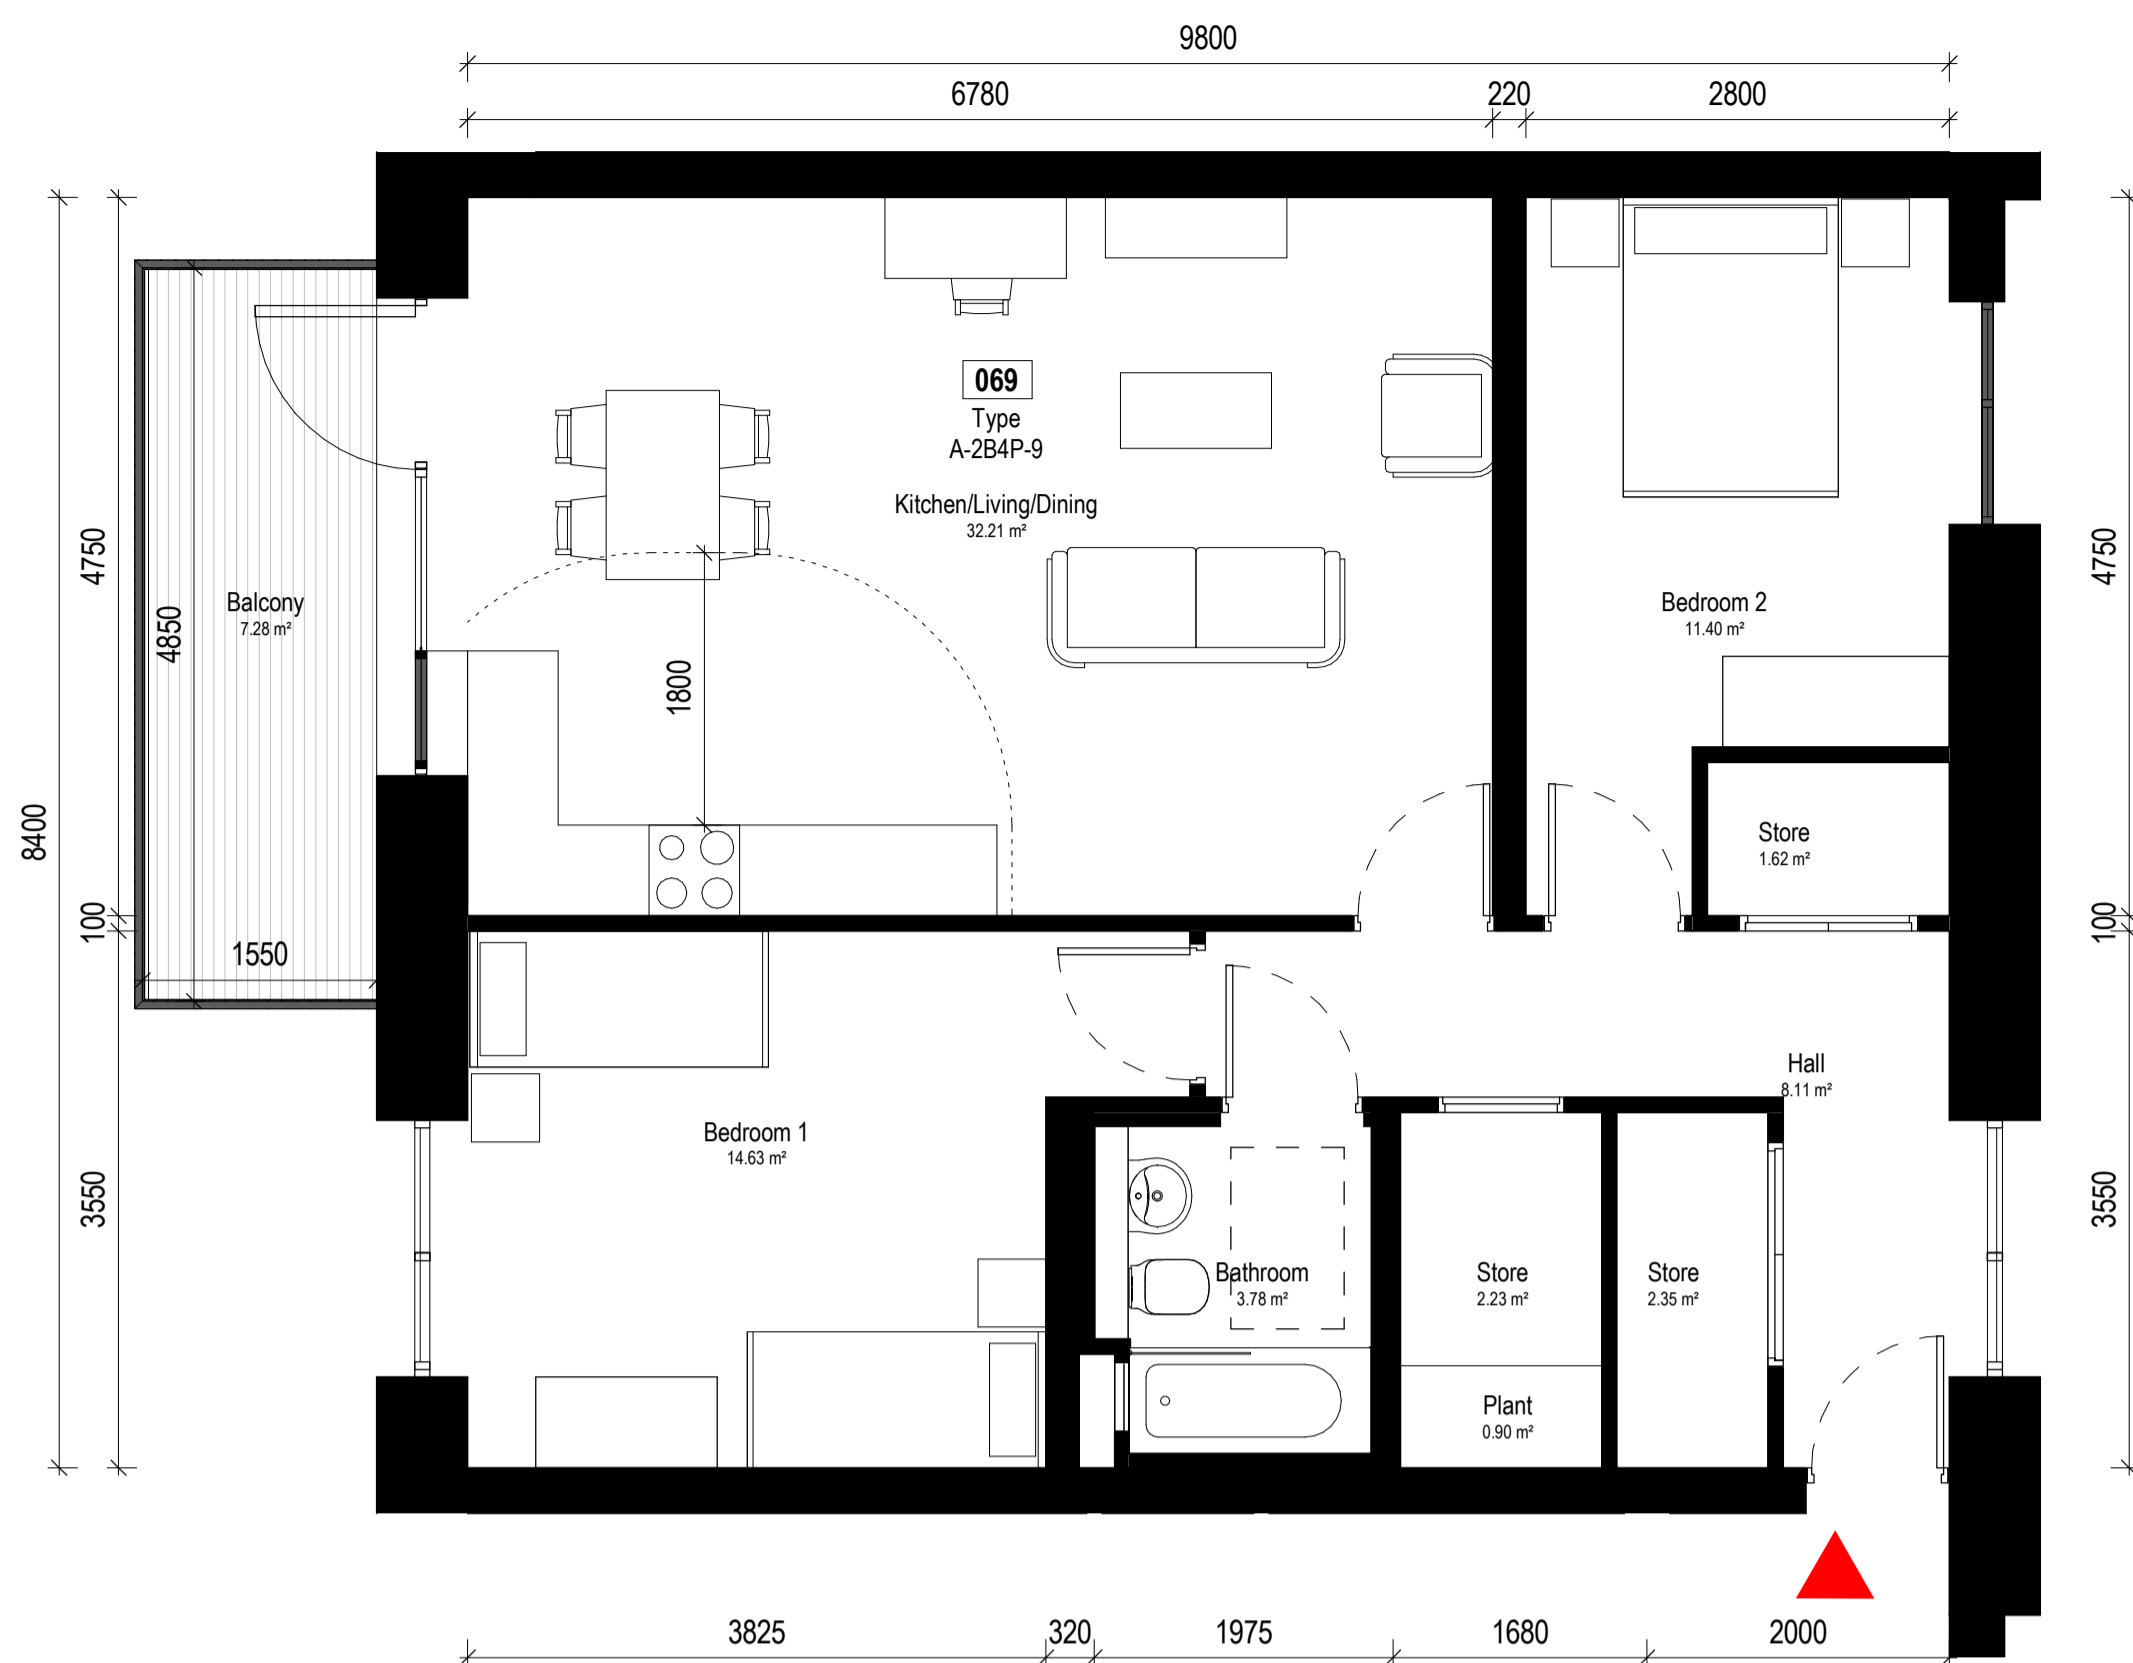 9800
6780 220 2800
069
Type
A-2B4P-9
Kitchen/Living/Dining
32.21 m²
4750
4750
Balcony
7.28 m²
4850
Bedroom 2
11.40 m²
1800
8400
Store
1.62 m²
100
100
1550
Hall
8.11 m²
Bedroom 1
14.63 m²
3550
3550
Bathroom
3.78 m²
Store
2.23 m²
Store
2.35 m²
Plant
0.90 m²
3825 320 1975 1680 2000